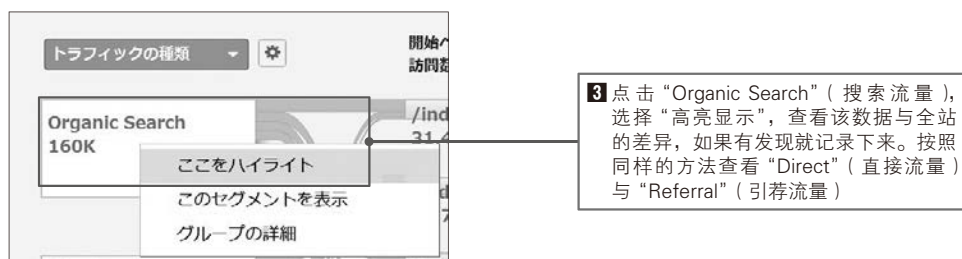 トラフィックの種類
開始
訪問
Organic Search
160K
/ind
31.4
ここをハイライト
このセグメントを表示
グループの詳細
3 点击“Organic Search”(搜索流量),
选择“高亮显示”，查看该数据与全站
的差异，如果有发现就记录下来。按照
同样的方法查看“Direct”(直接流量)
与“Referral”(引荐流量)